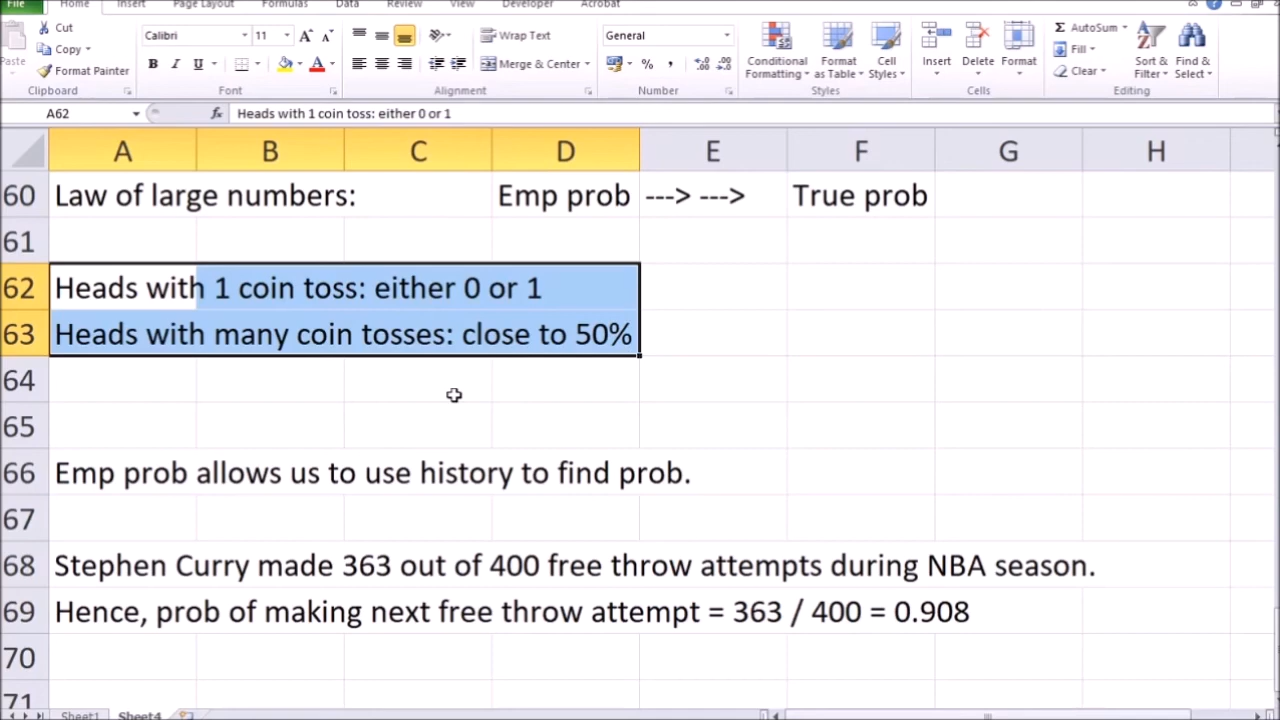 File Home Insert Page Layout Formulas Data Review View Developer Acrobat
Cut Calibri 11 Wrap Text General AutoSum
Copy Fill
Paste Format Painter B I U Merge & Center % , Conditional Formatting Format as Table Cell Styles Insert Delete Format Clear Sort & Filter Find & Select
Clipboard Font Alignment Number Styles Cells Editing
A62 fx Heads with 1 coin toss: either 0 or 1
A B C D E F G H
60 Law of large numbers: Emp prob ---> ---> True prob
61
62 Heads with 1 coin toss: either 0 or 1
63 Heads with many coin tosses: close to 50%
64
65
66 Emp prob allows us to use history to find prob.
67
68 Stephen Curry made 363 out of 400 free throw attempts during NBA season.
69 Hence, prob of making next free throw attempt = 363 / 400 = 0.908
70
71
Sheet1 Sheet4